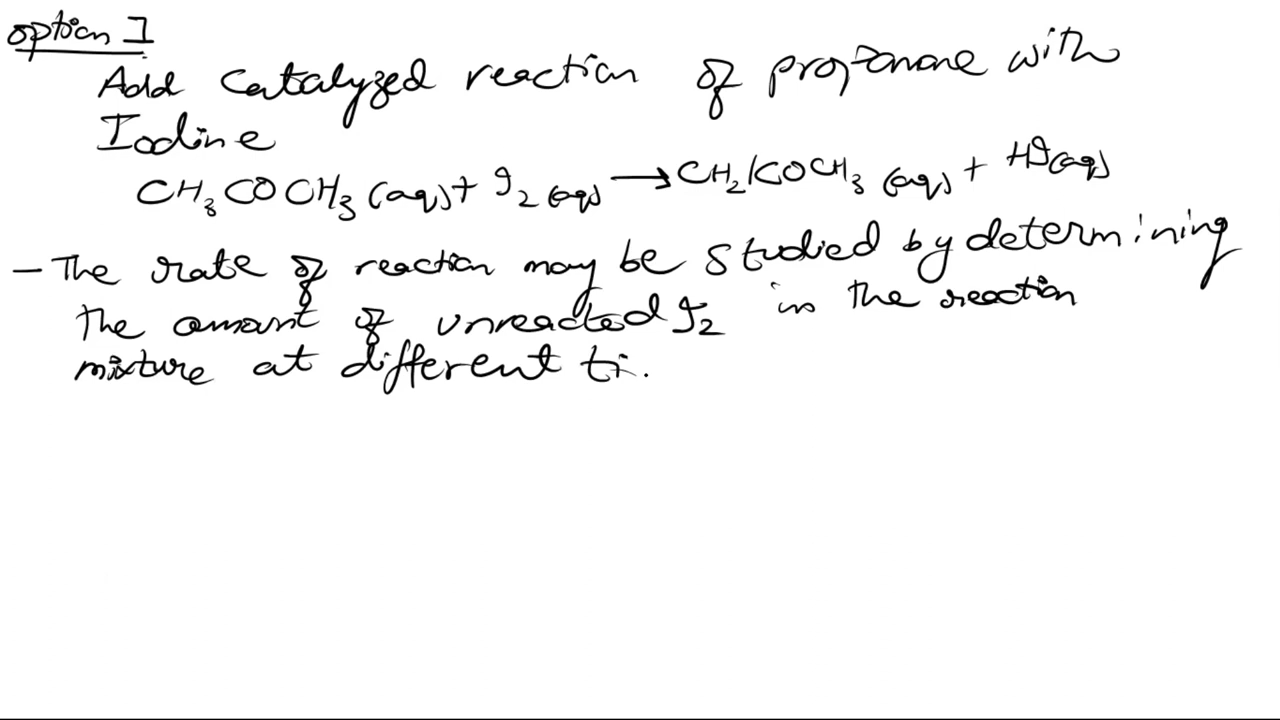 Option I
Acid Catalyzed reaction of propanone with
Iodine
CH₃COCH₃ (aq) + I₂ (aq) → CH₂ICOCH₃ (aq) + HI (aq)
- The rate of reaction may be studied by determining
the amount of unreacted I₂ in the reaction
mixture at different ti.